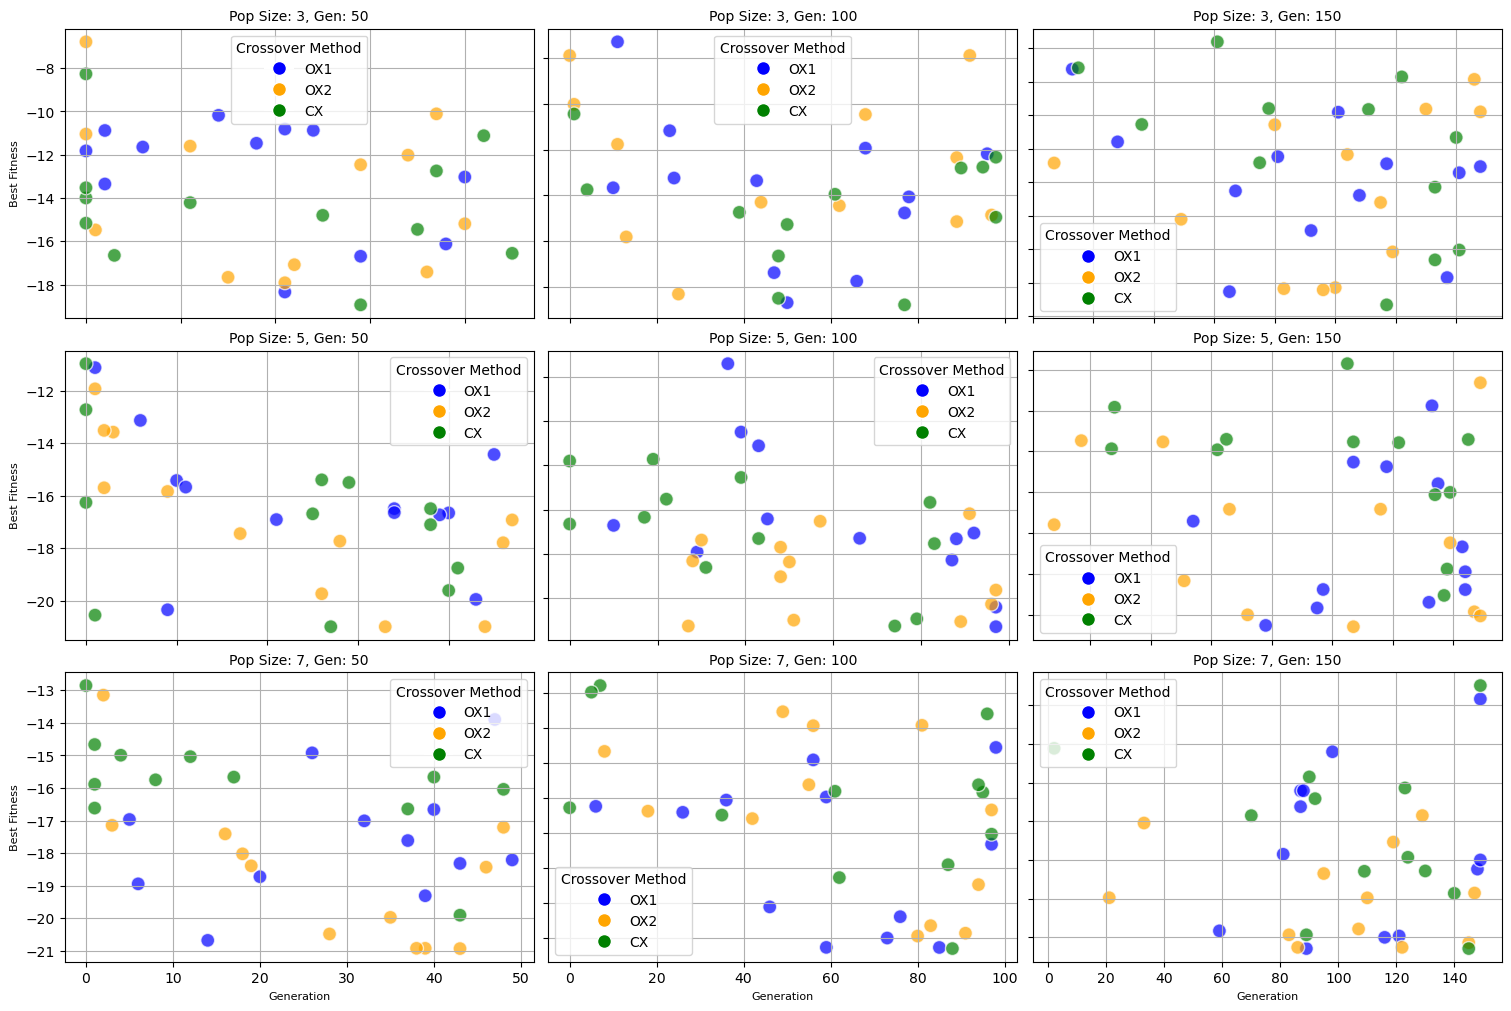 Pop Size: 3, Gen: 50
Pop Size: 3, Gen: 100
Pop Size: 3, Gen: 150
Best Fitness
−8
−10
−12
−14
−16
−18
Crossover Method
OX1
OX2
CX
Crossover Method
OX1
OX2
CX
Crossover Method
OX1
OX2
CX
Pop Size: 5, Gen: 50
Pop Size: 5, Gen: 100
Pop Size: 5, Gen: 150
Best Fitness
−12
−14
−16
−18
−20
Crossover Method
OX1
OX2
CX
Crossover Method
OX1
OX2
CX
Crossover Method
OX1
OX2
CX
Pop Size: 7, Gen: 50
Pop Size: 7, Gen: 100
Pop Size: 7, Gen: 150
Best Fitness
−13
−14
−15
−16
−17
−18
−19
−20
−21
Crossover Method
OX1
OX2
CX
Crossover Method
OX1
OX2
CX
Crossover Method
OX1
OX2
CX
0 10 20 30 40 50
0 20 40 60 80 100
0 20 40 60 80 100 120 140
Generation
Generation
Generation